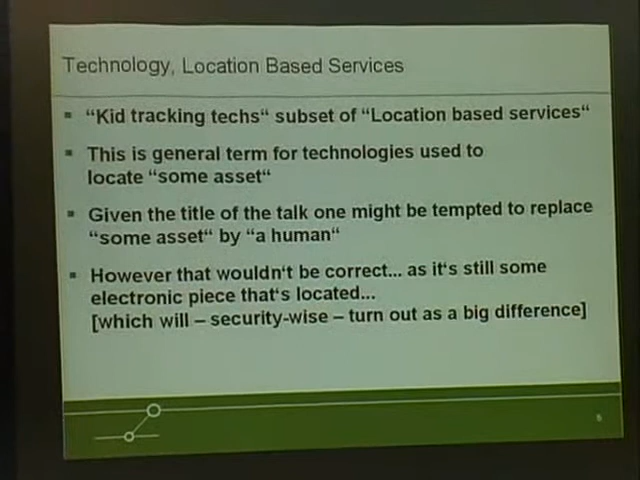 Technology, Location Based Services
"Kid tracking techs“ subset of "Location based services“
This is general term for technologies used to
locate "some asset“
Given the title of the talk one might be tempted to replace
"some asset“ by "a human“
However that wouldn‘t be correct... as it‘s still some
electronic piece that‘s located...
[which will – security-wise – turn out as a big difference]